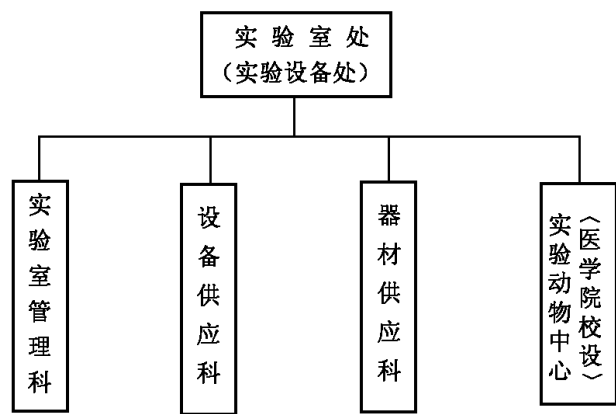 实验室处
（实验设备处）
实验室管理科
设备供应科
器材供应科
实验动物中心
〈医学院校设〉